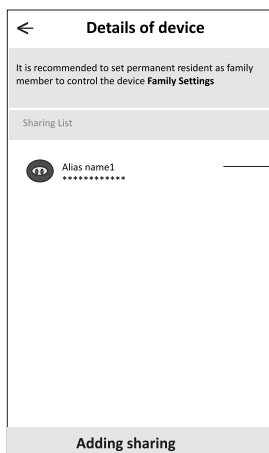 Details of device
It is recommended to set permanent resident as family
member to control the device Family Settings
Sharing List
Alias name1
************
Adding sharing